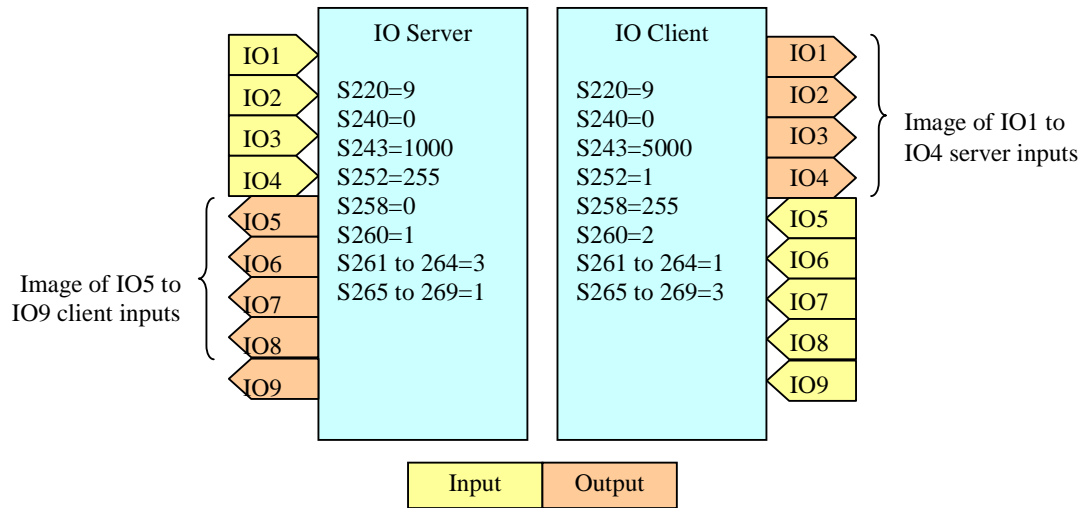 IO Server
IO1
IO2
IO3
IO4
IO5
IO6
IO7
IO8
IO9
S220=9
S240=0
S243=1000
S252=255
S258=0
S260=1
S261 to 264=3
S265 to 269=1
Image of IO5 to
IO9 client inputs
IO Client
S220=9
S240=0
S243=5000
S252=1
S258=255
S260=2
S261 to 264=1
S265 to 269=3
IO1
IO2
IO3
IO4
IO5
IO6
IO7
IO8
IO9
Image of IO1 to
IO4 server inputs
Input
Output